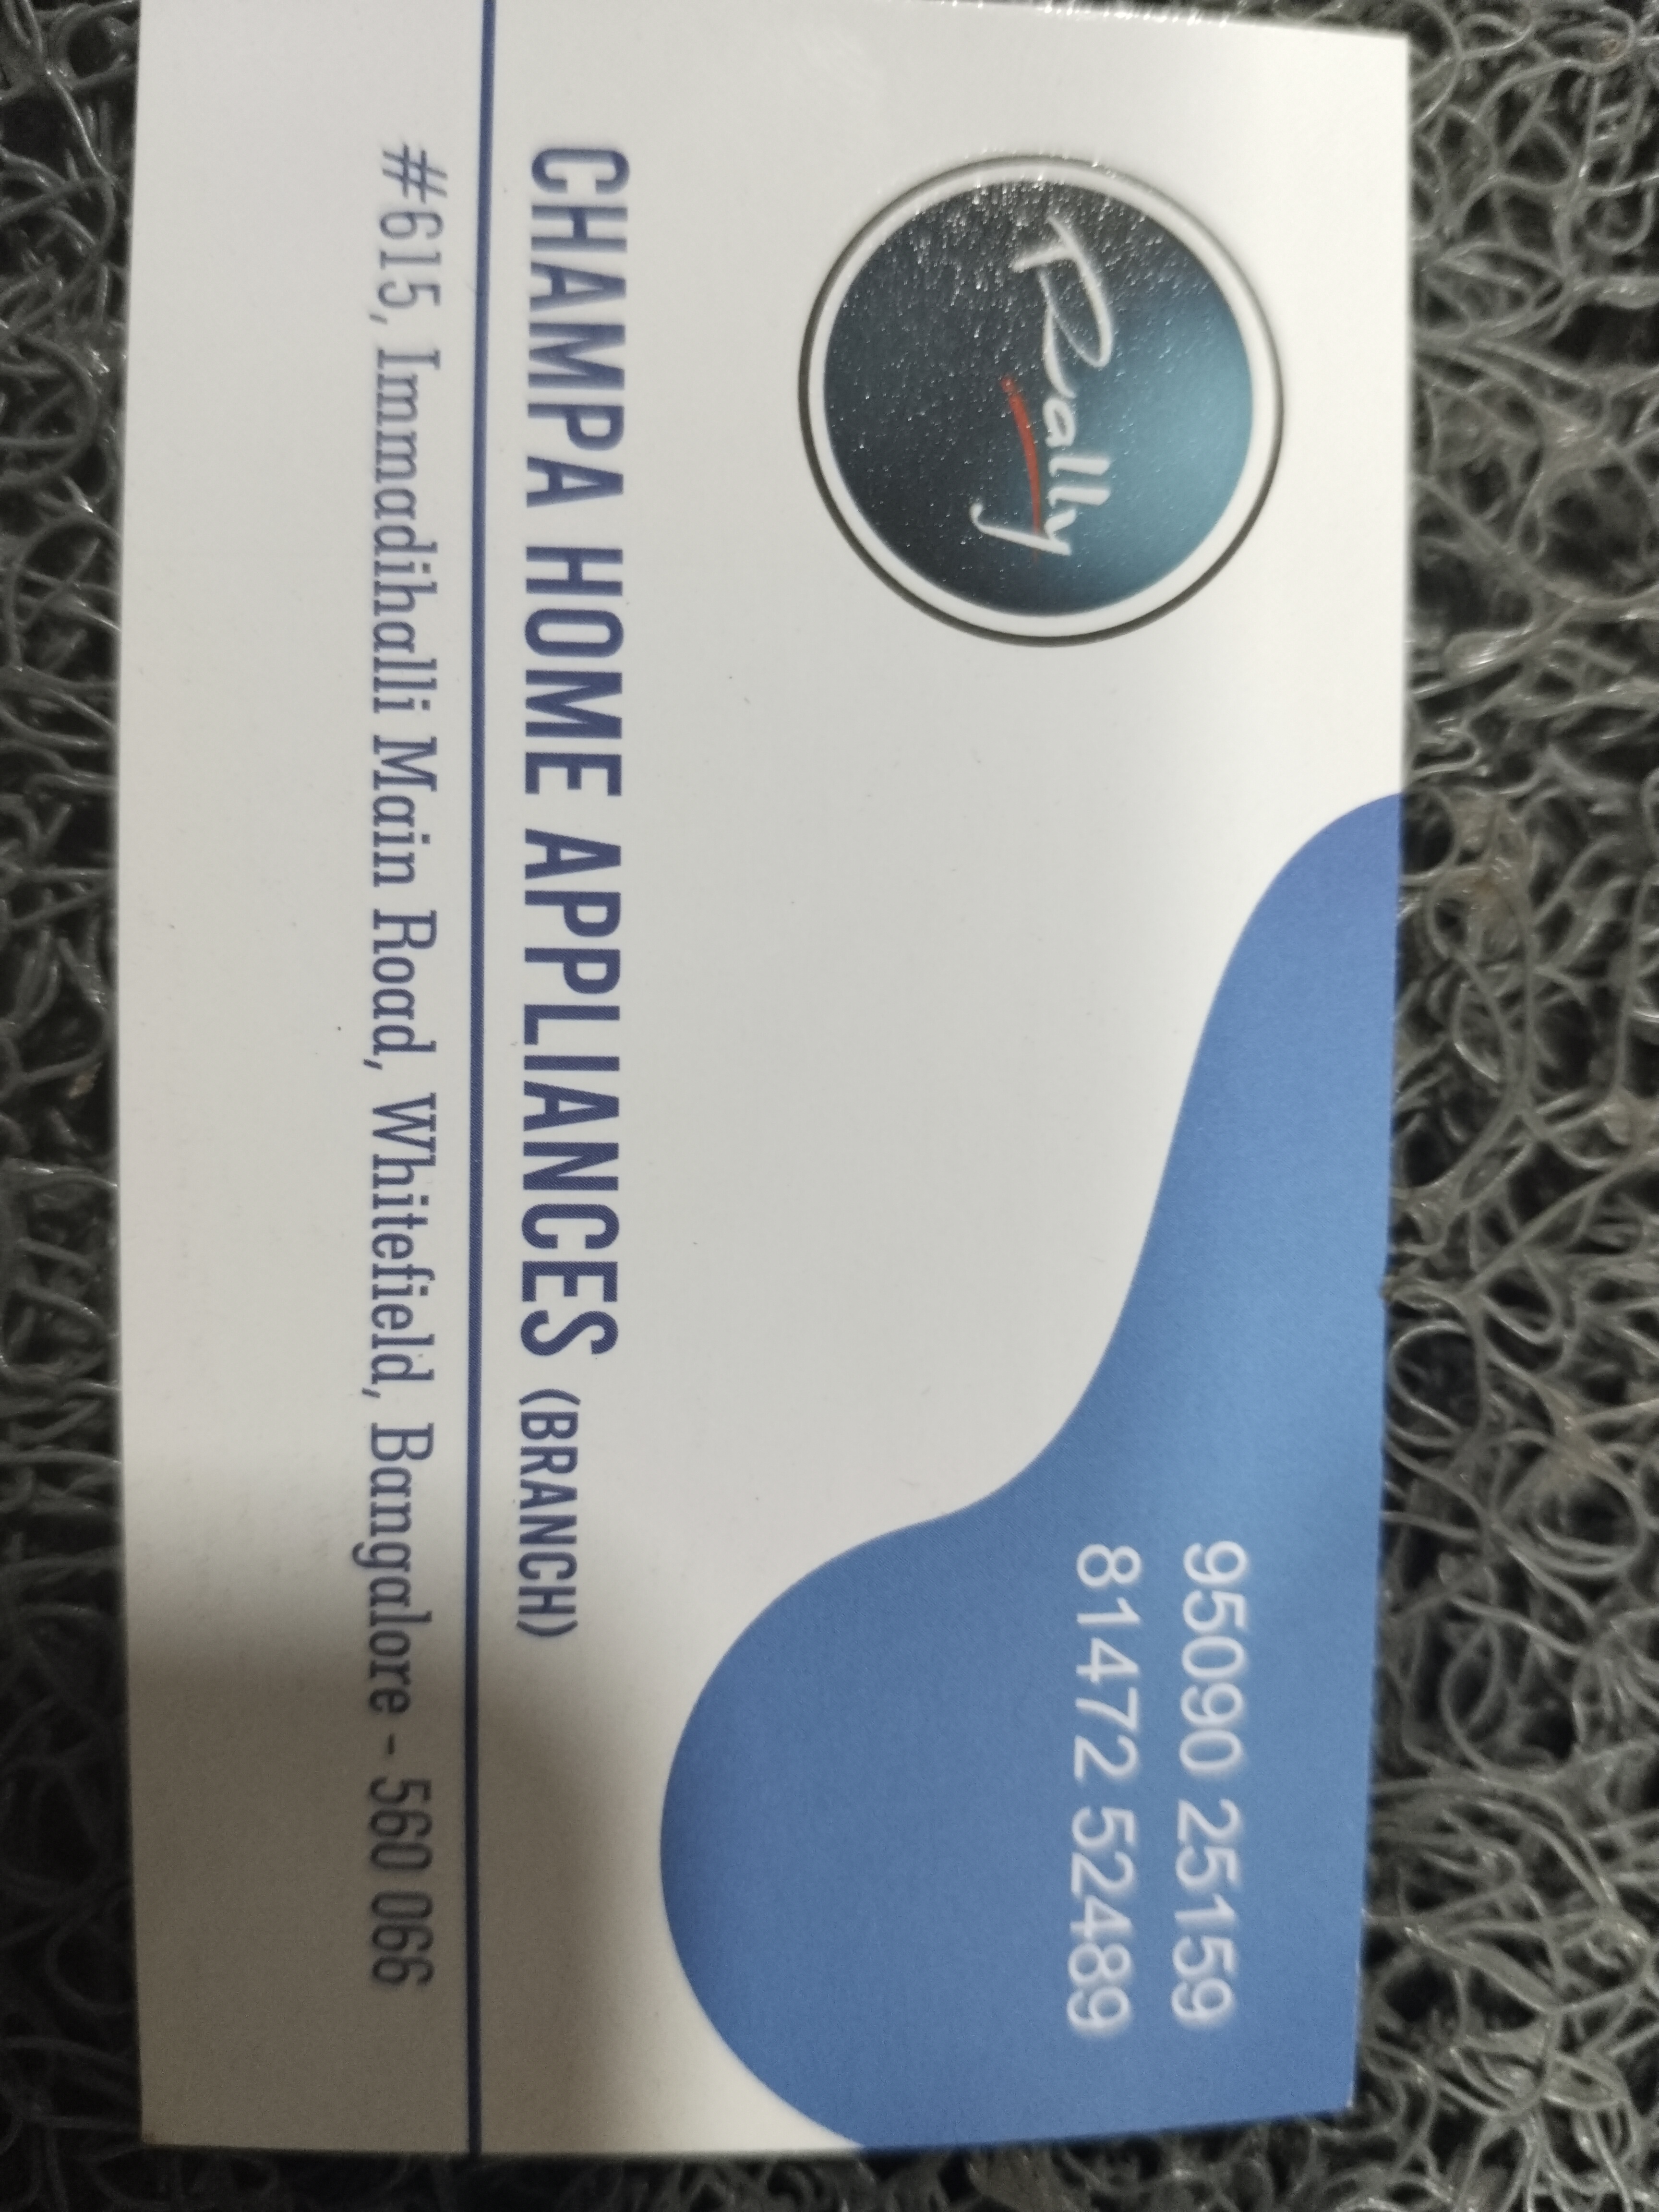 Rally
95090 25159
81472 52489
CHAMPA HOME APPLIANCES (BRANCH)
#615, Immadihalli Main Road, Whitefield, Bangalore - 560 066